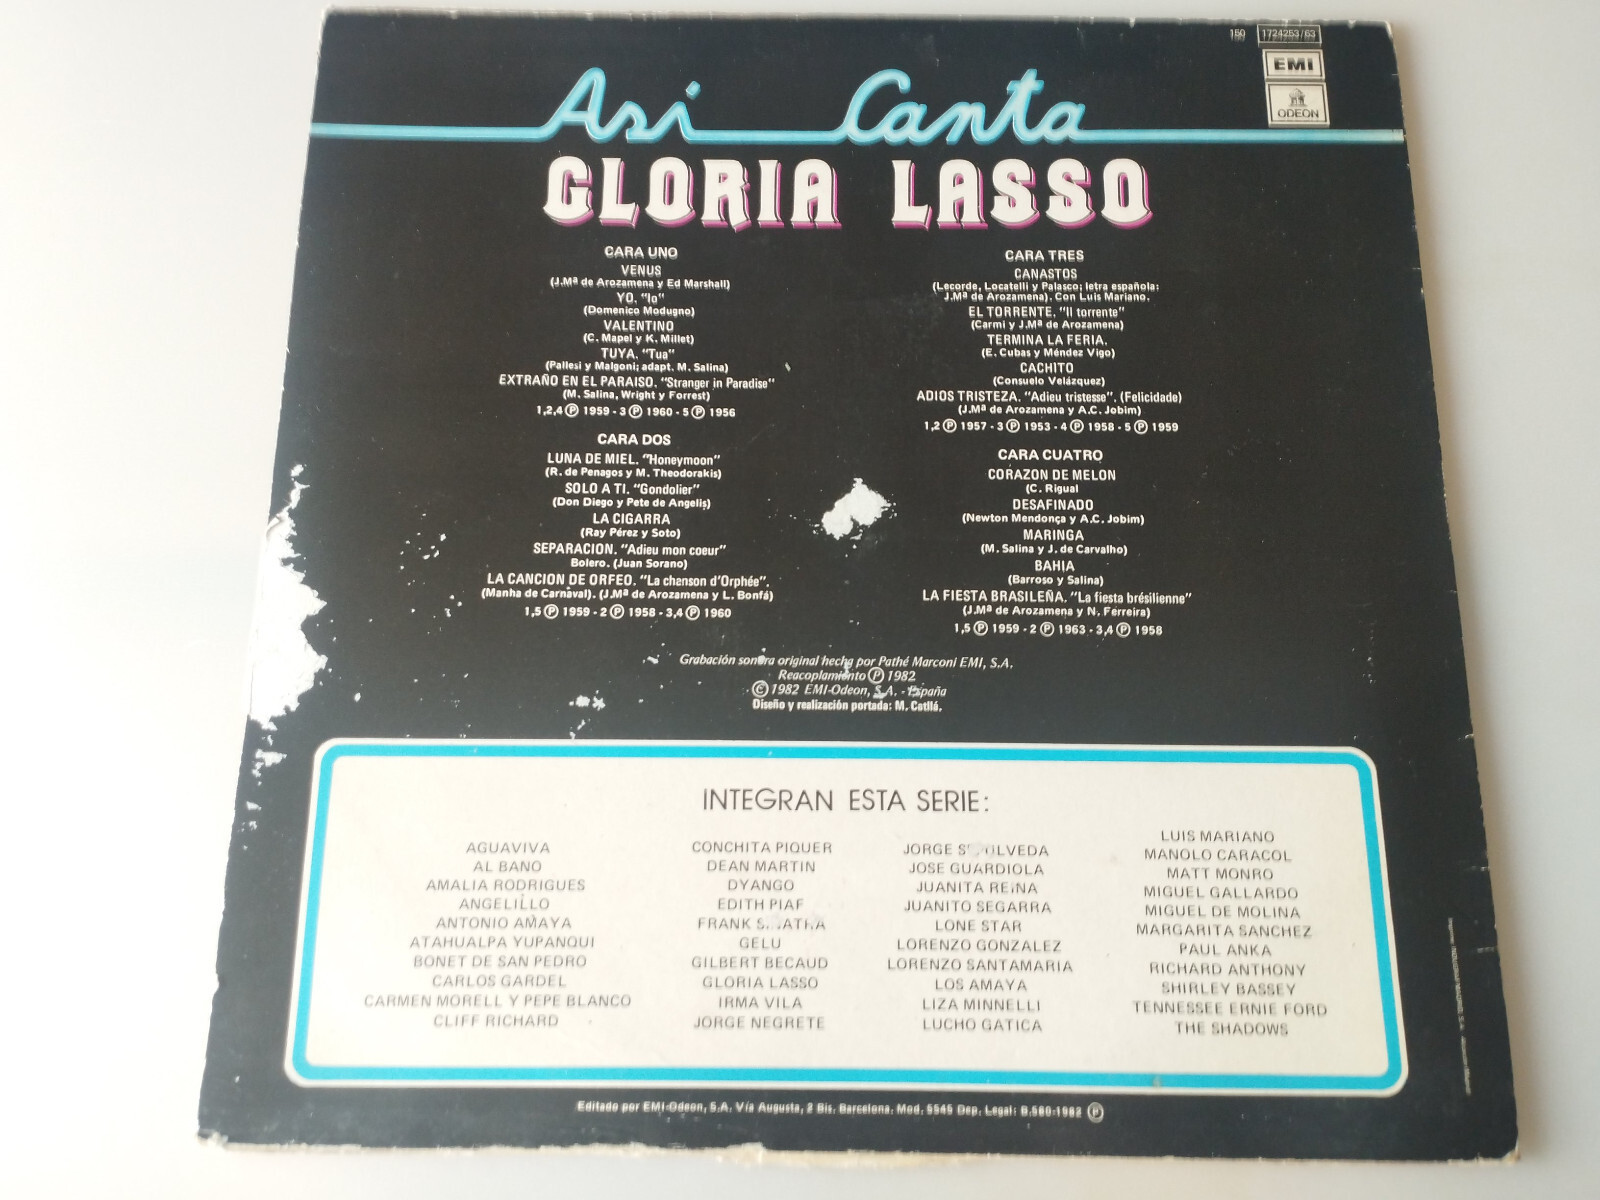 150 1724253/63
EMI
ODEON
Asi Canta
GLORIA LASSO
CARA UNO
VENUS
(J.Mª de Arozamena y Ed Marshall)
YO. "Io"
(Domenico Modugno)
VALENTINO
(C. Mapel y K. Millet)
TUYA. "Tua"
(Pallesi y Malgoni; adapt. M. Salina)
EXTRAÑO EN EL PARAISO. "Stranger in Paradise"
(M. Salina, Wright y Forrest)
1,2,4 Ⓟ 1959 - 3 Ⓟ 1960 - 5 Ⓟ 1956
CARA DOS
LUNA DE MIEL. "Honeymoon"
(R. de Penagos y M. Theodorakis)
SOLO A TI. "Gondolier"
(Don Diego y Pete de Angelis)
LA CIGARRA
(Ray Pérez y Soto)
SEPARACION. "Adieu mon coeur"
Bolero. (Juan Sorano)
LA CANCION DE ORFEO. "La chanson d'Orphée".
(Manha de Carnaval). (J.Mª de Arozamena y L. Bonfá)
1,5 Ⓟ 1959 - 2 Ⓟ 1958 - 3,4 Ⓟ 1960
CARA TRES
CANASTOS
(Lecorde, Locatelli y Palasco; letra española:
J.Mª de Arozamena). Con Luis Mariano.
EL TORRENTE. "Il torrente"
(Carmi y J.Mª de Arozamena)
TERMINA LA FERIA.
(E. Cubas y Méndez Vigo)
CACHITO
(Consuelo Velázquez)
ADIOS TRISTEZA. "Adieu tristesse". (Felicidade)
(J.Mª de Arozamena y A.C. Jobim)
1,2 Ⓟ 1957 - 3 Ⓟ 1953 - 4 Ⓟ 1958 - 5 Ⓟ 1959
CARA CUATRO
CORAZON DE MELON
(C. Rigual
DESAFINADO
(Newton Mendonça y A.C. Jobim)
MARINGA
(M. Salina y J. de Carvalho)
BAHIA
(Barroso y Salina)
LA FIESTA BRASILEÑA. "La fiesta brésilienne"
(J.Mª de Arozamena y N. Ferreira)
1,5 Ⓟ 1959 - 2 Ⓟ 1963 - 3,4 Ⓟ 1958
Grabación sonora original hecha por Pathé Marconi EMI, S.A.
Reacoplamiento Ⓟ 1982
© 1982 EMI-Odeon, S.A. - España
Diseño y realización portada: M. Catllá.
INTEGRAN ESTA SERIE:
AGUAVIVA
AL BANO
AMALIA RODRIGUES
ANGELILLO
ANTONIO AMAYA
ATAHUALPA YUPANQUI
BONET DE SAN PEDRO
CARLOS GARDEL
CARMEN MORELL Y PEPE BLANCO
CLIFF RICHARD
CONCHITA PIQUER
DEAN MARTIN
DYANGO
EDITH PIAF
FRANK SINATRA
GELU
GILBERT BECAUD
GLORIA LASSO
IRMA VILA
JORGE NEGRETE
JORGE SEPULVEDA
JOSE GUARDIOLA
JUANITA REINA
JUANITO SEGARRA
LONE STAR
LORENZO GONZALEZ
LORENZO SANTAMARIA
LOS AMAYA
LIZA MINNELLI
LUCHO GATICA
LUIS MARIANO
MANOLO CARACOL
MATT MONRO
MIGUEL GALLARDO
MIGUEL DE MOLINA
MARGARITA SANCHEZ
PAUL ANKA
RICHARD ANTHONY
SHIRLEY BASSEY
TENNESSEE ERNIE FORD
THE SHADOWS
Editado por EMI-Odeon, S.A. Vía Augusta, 2 Bis. Barcelona. Mod. 5545 Dep. Legal: B.580-1982 Ⓟ